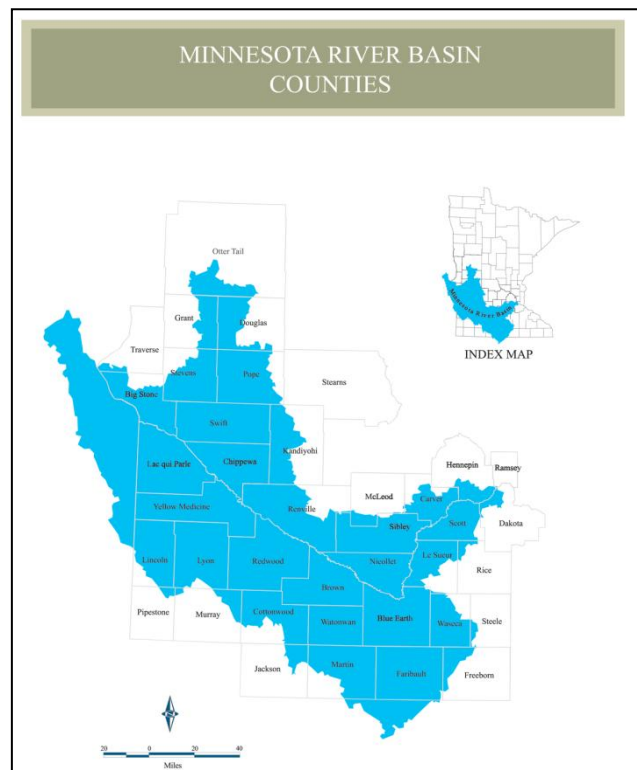 MINNESOTA RIVER BASIN
COUNTIES
Otter Tail
Grant
Douglas
Traverse
Stevens
Pope
Stearns
Big Stone
Swift
Kandiyohi
Lac qui Parle
Chippewa
Hennepin
Ramsey
McLeod
Carver
Yellow Medicine
Renville
Sibley
Scott
Dakota
Lincoln
Lyon
Redwood
Nicollet
Le Sueur
Rice
Brown
Pipestone
Murray
Cottonwood
Watonwan
Blue Earth
Waseca
Steele
Jackson
Martin
Faribault
Freeborn
Minnesota River Basin
INDEX MAP
N
20 0 20 40
Miles